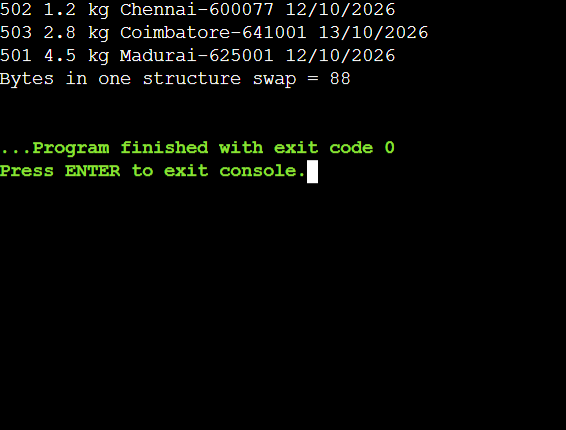 502 1.2 kg Chennai-600077 12/10/2026
503 2.8 kg Coimbatore-641001 13/10/2026
501 4.5 kg Madurai-625001 12/10/2026
Bytes in one structure swap = 88
...Program finished with exit code 0
Press ENTER to exit console.